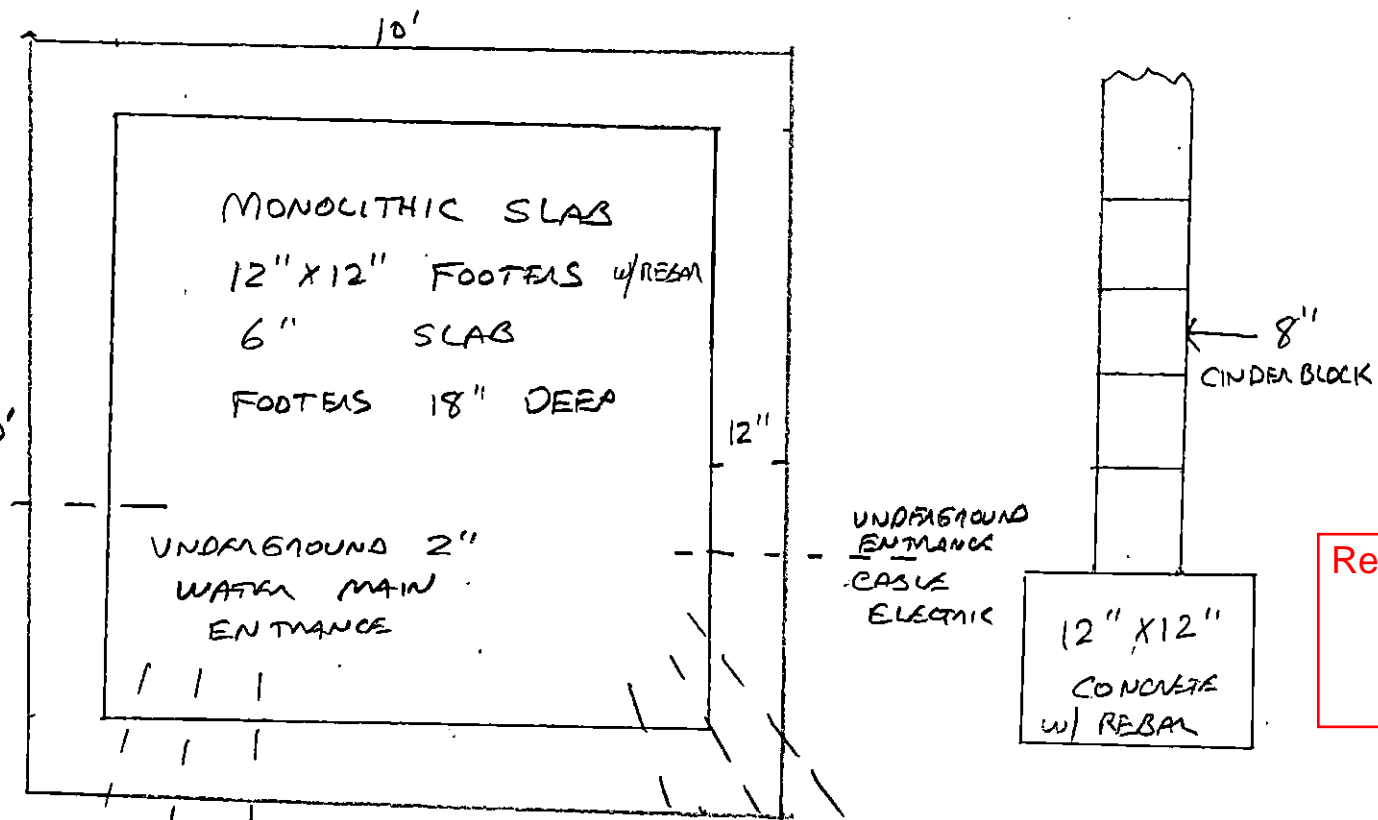 10'
MONOLITHIC SLAB
12" X 12" FOOTERS w/REBAR
6" SLAB
FOOTERS 18" DEEP
12"
UNDERGROUND 2"
WATER MAIN
ENTRANCE
UNDERGROUND
ENTRANCE
CABLE
ELECTRIC
8"
CINDER BLOCK
12" X 12"
CONCRETE
w/ REBAR
Re